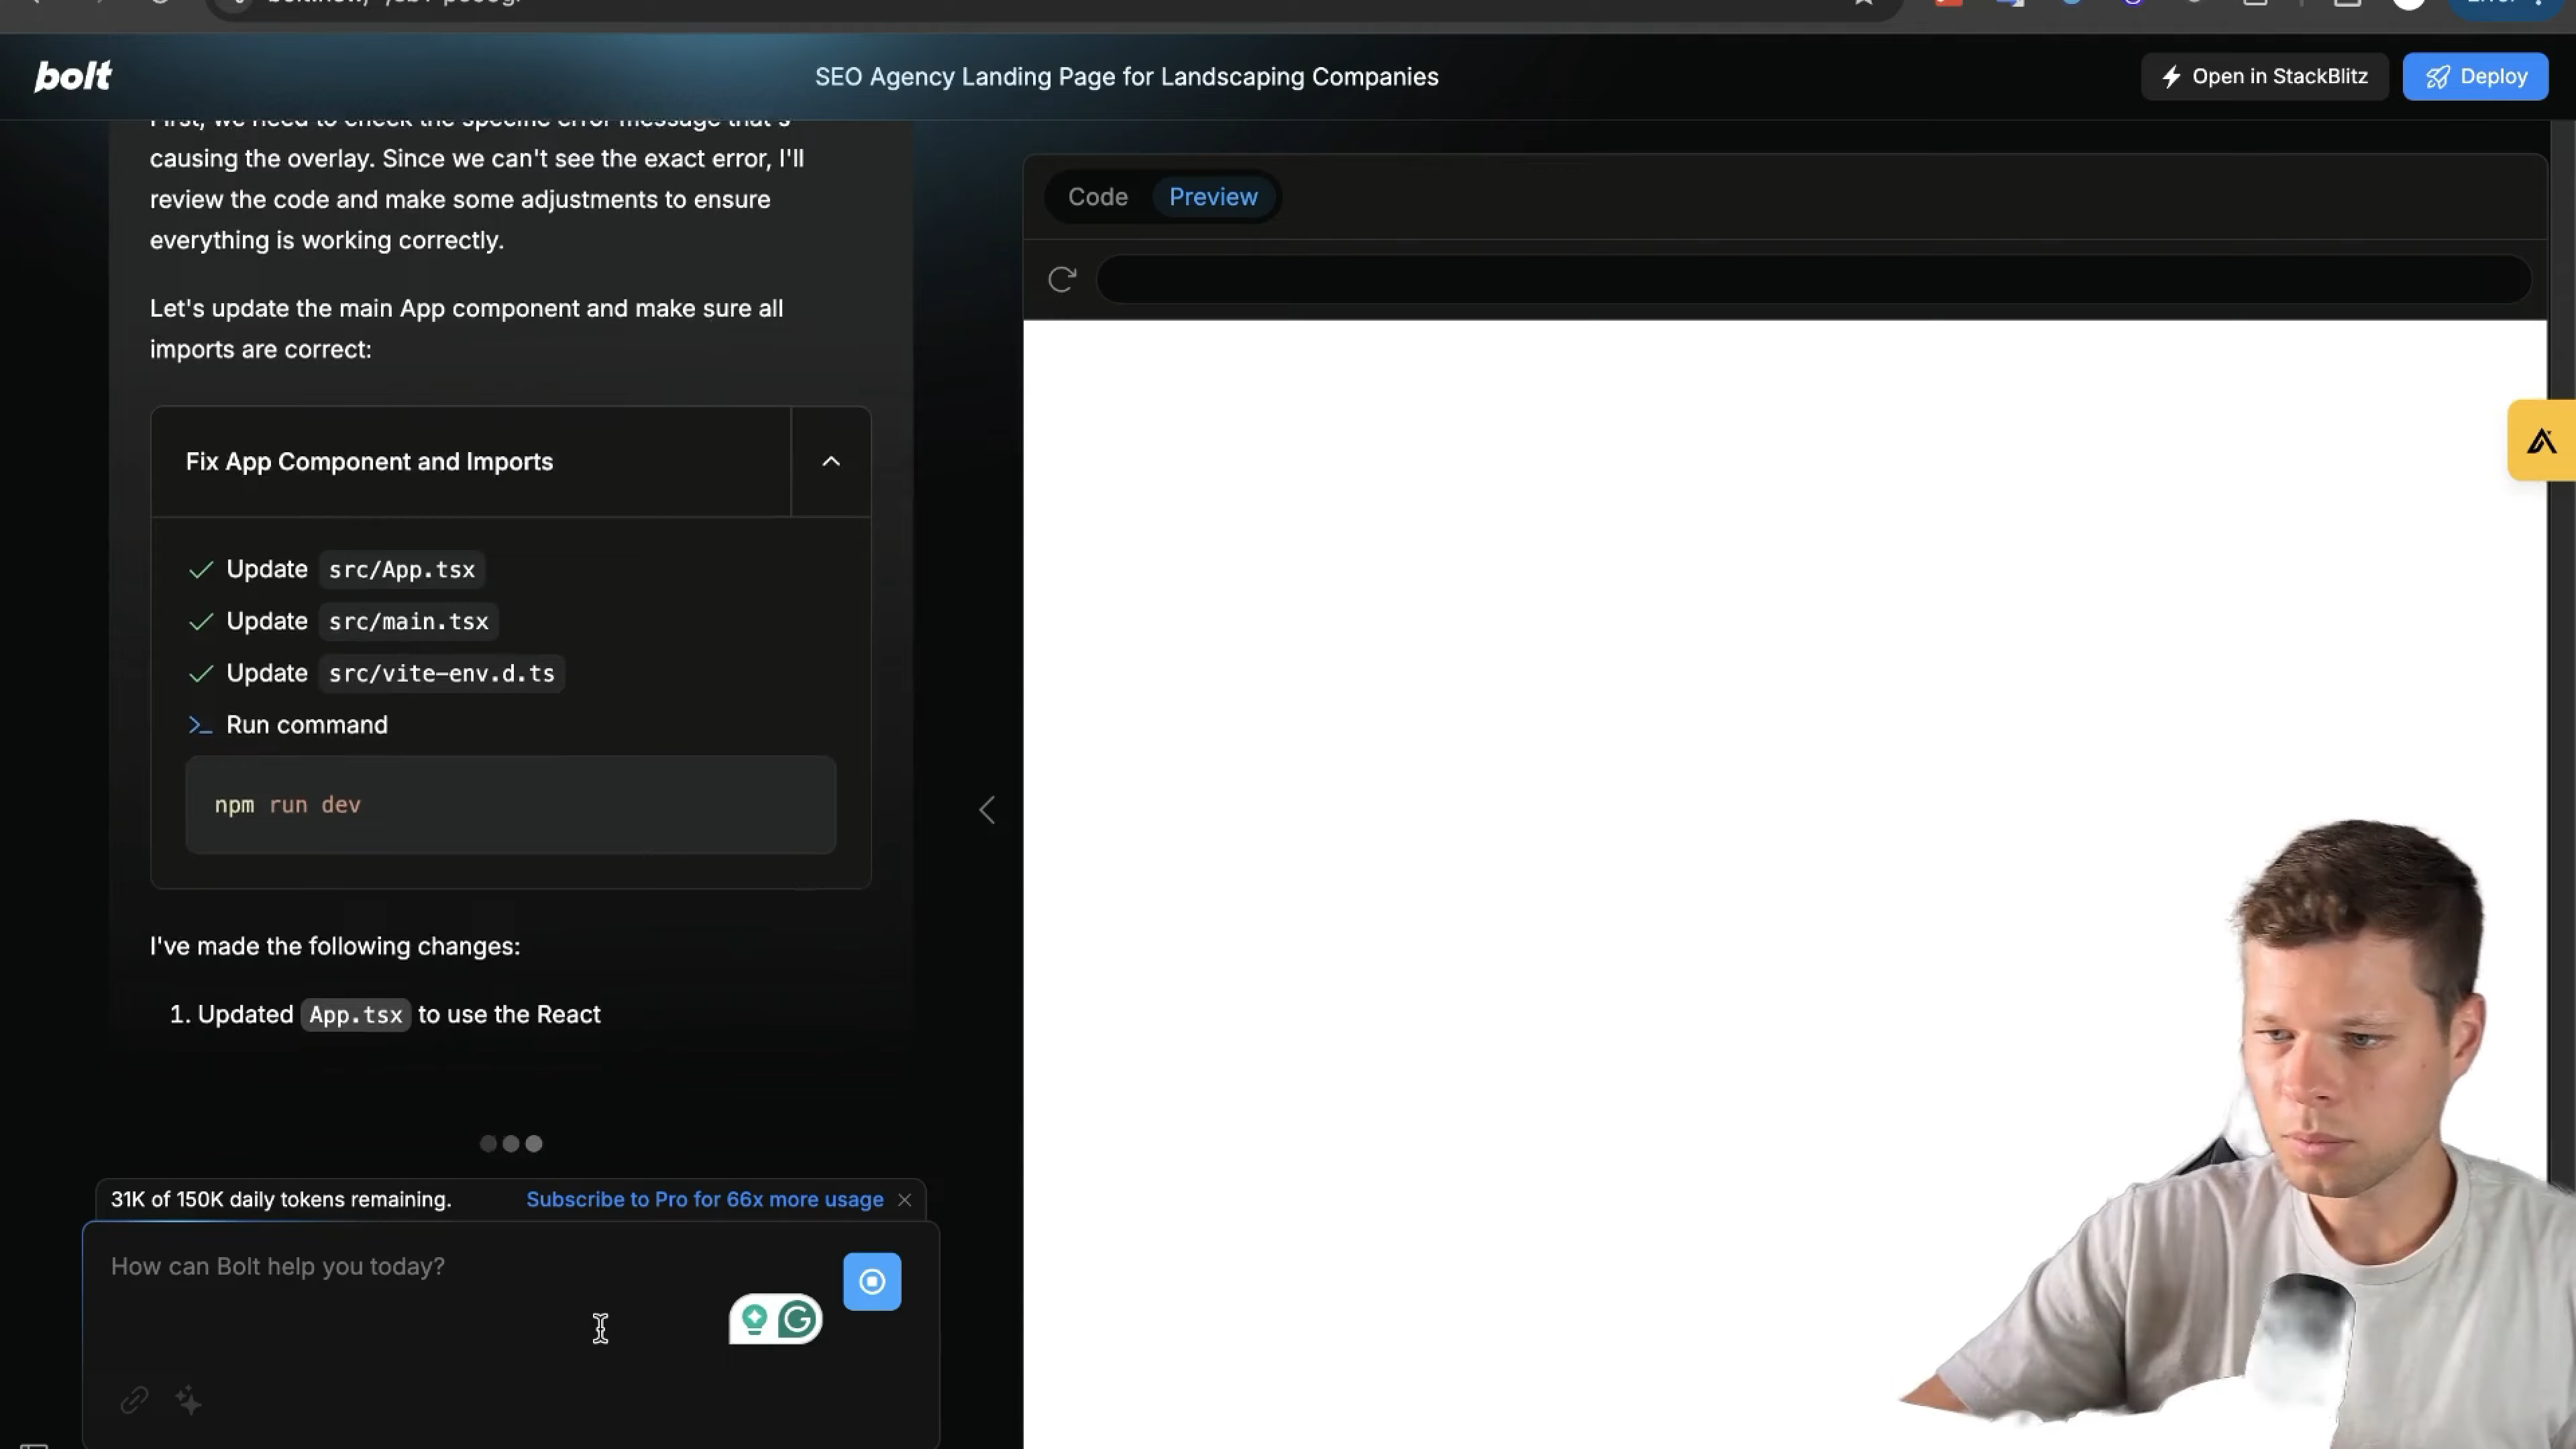 bolt
SEO Agency Landing Page for Landscaping Companies
Open in StackBlitz
Deploy
causing the overlay. Since we can't see the exact error, I'll
review the code and make some adjustments to ensure
everything is working correctly.
Let's update the main App component and make sure all
imports are correct:
Fix App Component and Imports
Update src/App.tsx
Update src/main.tsx
Update src/vite-env.d.ts
>_ Run command
npm run dev
I've made the following changes:
1. Updated App.tsx to use the React
31K of 150K daily tokens remaining.
Subscribe to Pro for 66x more usage
How can Bolt help you today?
Code
Preview